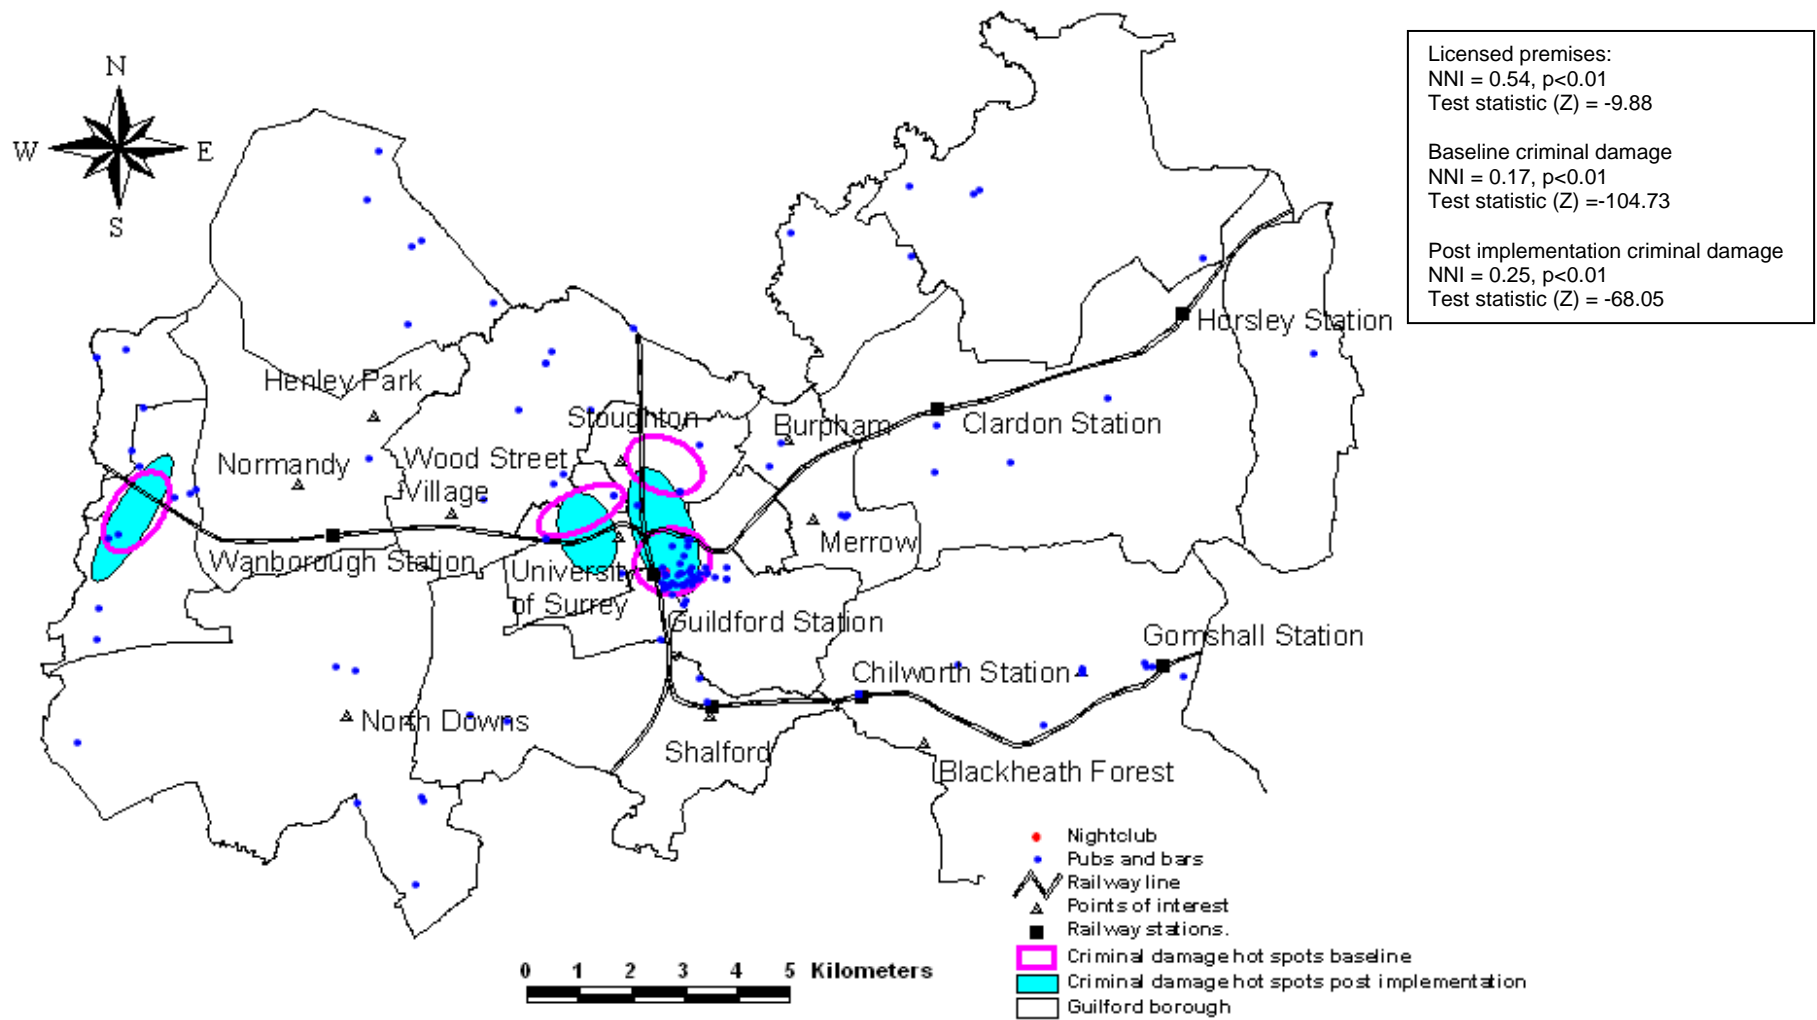 N
W
E
S
Licensed premises:
NNI = 0.54, p<0.01
Test statistic (Z) = -9.88
Baseline criminal damage
NNI = 0.17, p<0.01
Test statistic (Z) =-104.73
Post implementation criminal damage
NNI = 0.25, p<0.01
Test statistic (Z) = -68.05
Horsley Station
Henley Park
Stoughton
Burpham
Clardon Station
Normandy
Wood Street
Village
Merrow
Wanborough Station
University
of Surrey
Guildford Station
Gomshall Station
Chilworth Station
North Downs
Shalford
Blackheath Forest
Nightclub
Pubs and bars
Railway line
Points of interest
Railway stations.
Criminal damage hot spots baseline
Criminal damage hot spots post implementation
Guilford borough
0 1 2 3 4 5 Kilometers